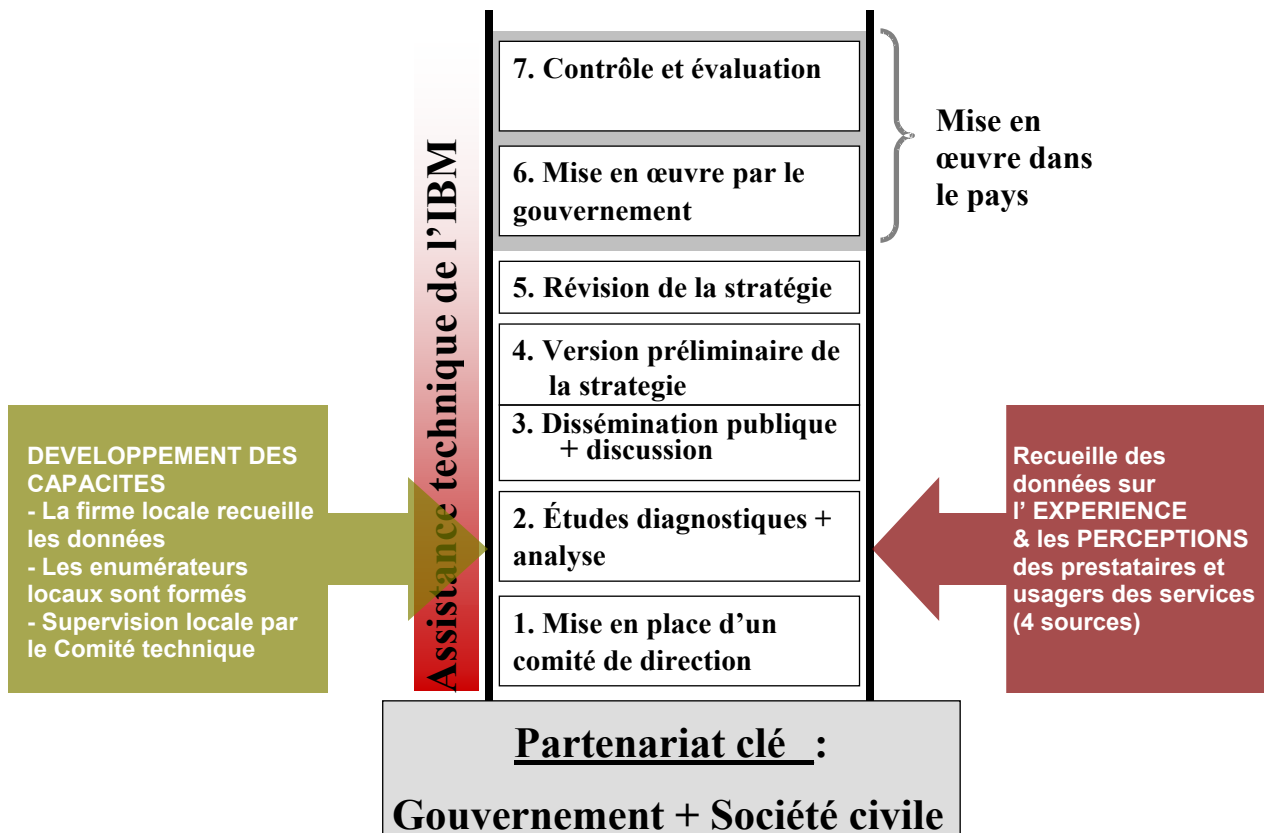 7. Contrôle et évaluation
6. Mise en œuvre par le
gouvernement
5. Révision de la stratégie
4. Version préliminaire de
la strategie
3. Dissémination publique
+ discussion
2. Études diagnostiques +
analyse
1. Mise en place d’un
comité de direction
Mise en
œuvre dans
le pays
Assistance technique de l’IBM
DEVELOPPEMENT DES
CAPACITES
- La firme locale recueille
les données
- Les enumérateurs
locaux sont formés
- Supervision locale par
le Comité technique
Recueille des
données sur
l’ EXPERIENCE
& les PERCEPTIONS
des prestataires et
usagers des services
(4 sources)
Partenariat clé :
Gouvernement + Société civile